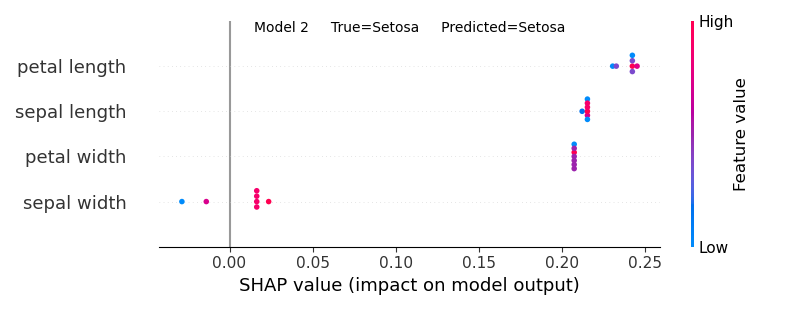 Model 2 True=Setosa Predicted=Setosa
High
petal length
sepal length
petal width
sepal width
Feature value
Low
0.00 0.05 0.10 0.15 0.20 0.25
SHAP value (impact on model output)